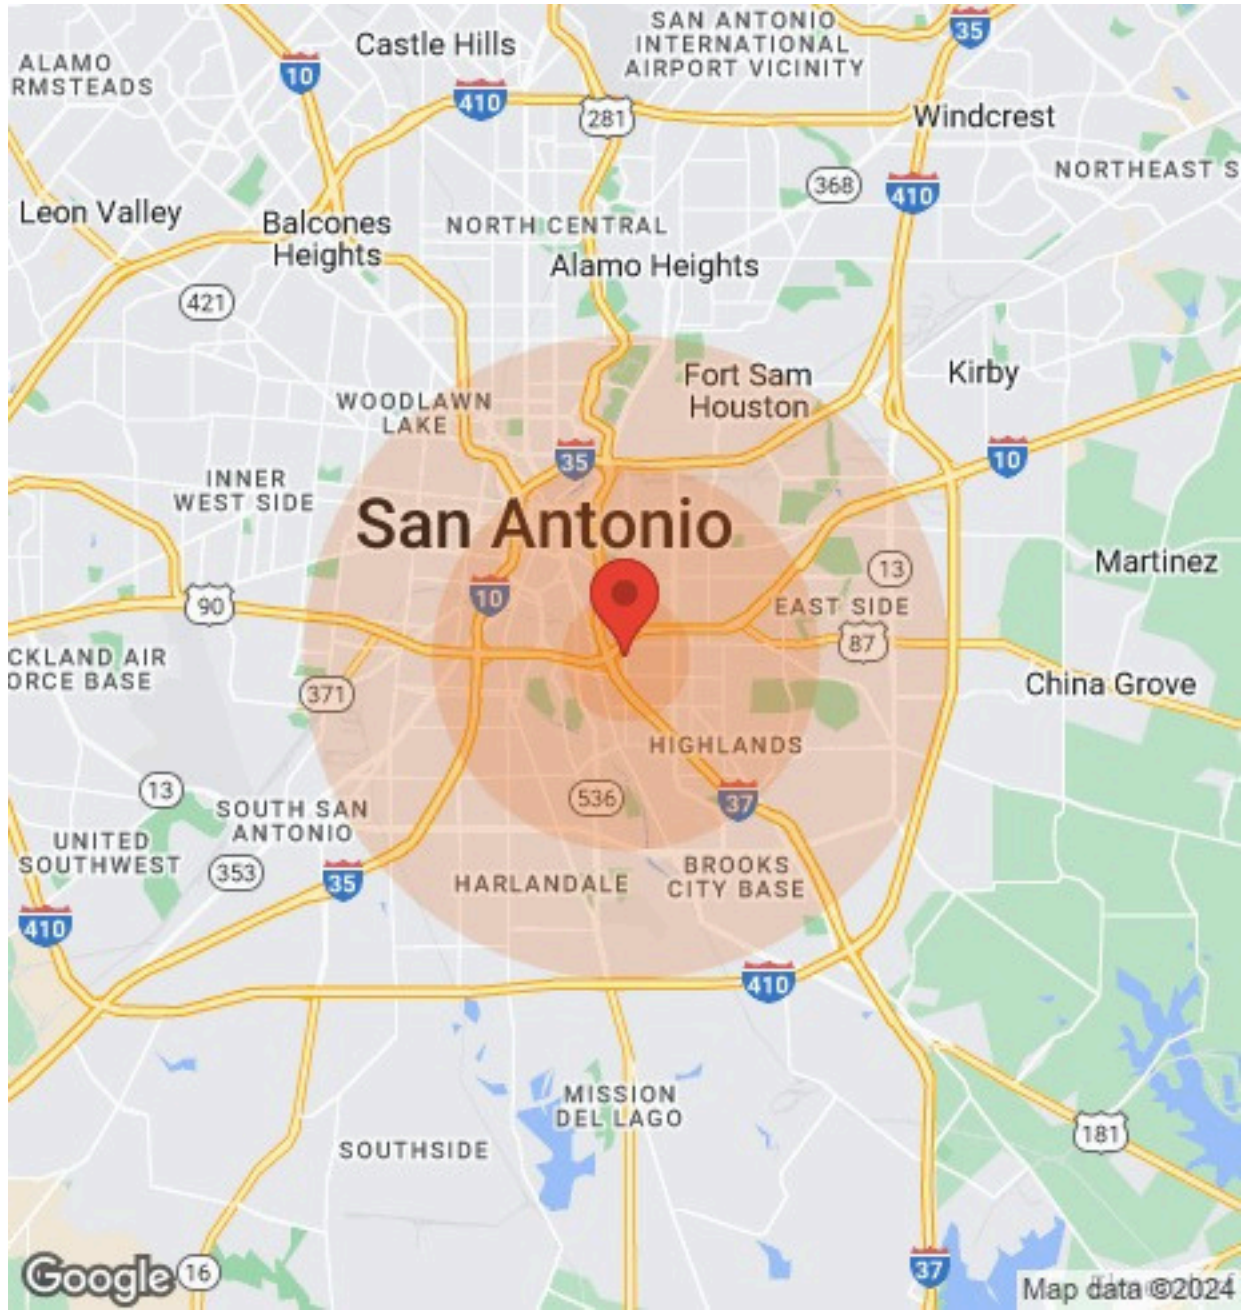 SAN ANTONIO
INTERNATIONAL
AIRPORT VICINITY
35
Castle Hills
ALAMO
RMSTEADS
10
410
281
Windcrest
NORTHEAST S
368
410
Leon Valley
Balcones
Heights
NORTH CENTRAL
Alamo Heights
421
Fort Sam
Houston
Kirby
WOODLAWN
LAKE
35
10
INNER
WEST SIDE
San Antonio
Martinez
13
10
90
EAST SIDE
87
CKLAND AIR
ORCE BASE
371
China Grove
HIGHLANDS
13
536
37
SOUTH SAN
ANTONIO
UNITED
SOUTHWEST
353
35
HARLANDALE
BROOKS
CITY BASE
410
410
MISSION
DEL LAGO
181
SOUTHSIDE
37
Google
16
Map data ©2024